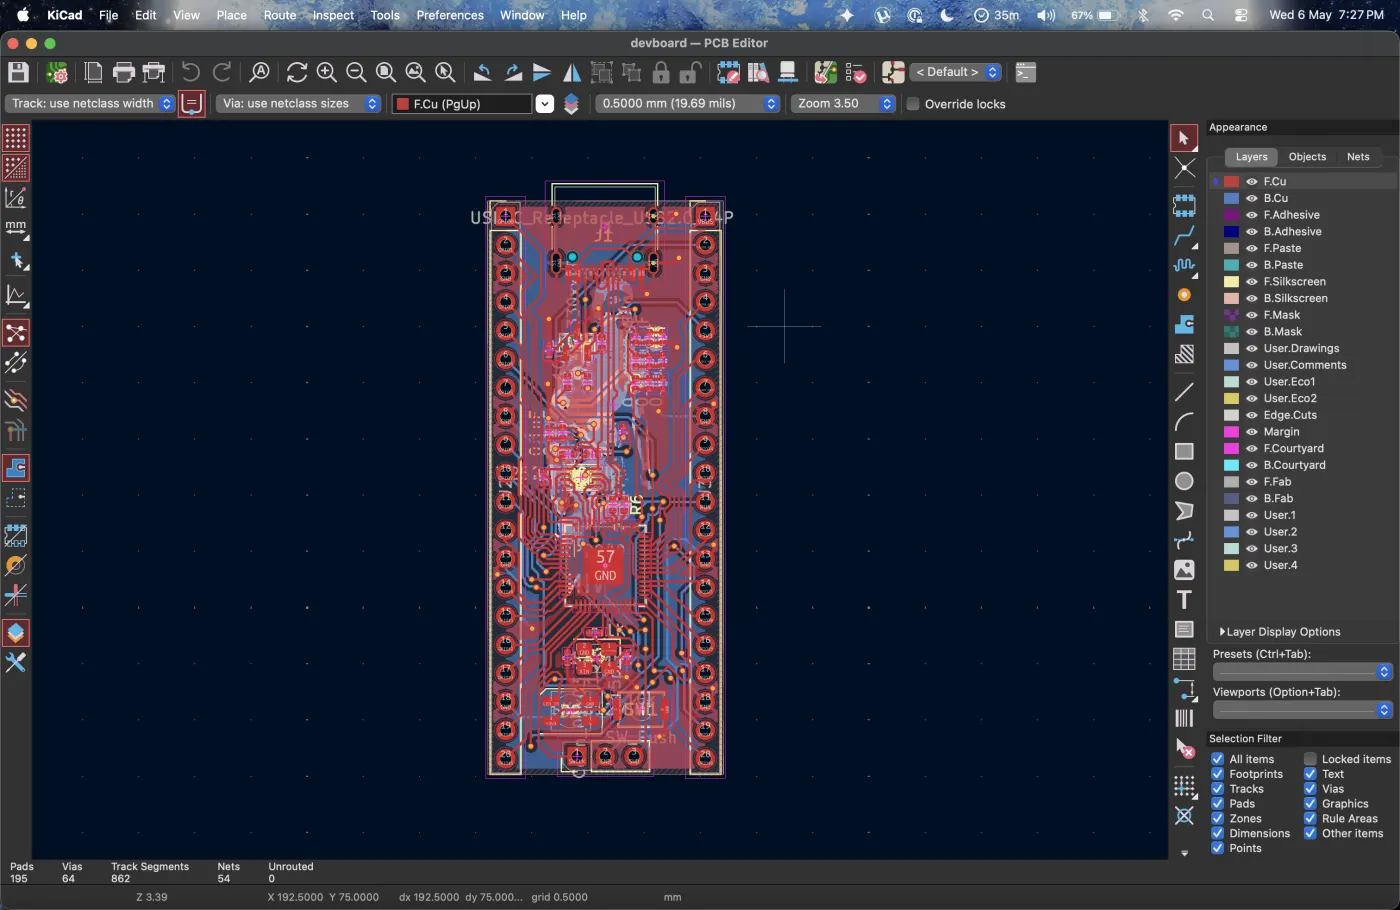 KiCad File Edit View Place Route Inspect Tools Preferences Window Help 35m 67% Wed 6 May 7:27 PM
devboard — PCB Editor
< Default >
Track: use netclass width Via: use netclass sizes F.Cu (PgUp) 0.5000 mm (19.69 mils) Zoom 3.50 Override locks
mm
J1
R6
57
GND
SW1
SW_Push
Appearance
Layers Objects Nets
F.Cu
B.Cu
F.Adhesive
B.Adhesive
F.Paste
B.Paste
F.Silkscreen
B.Silkscreen
F.Mask
B.Mask
User.Drawings
User.Comments
User.Eco1
User.Eco2
Edge.Cuts
Margin
F.Courtyard
B.Courtyard
F.Fab
B.Fab
User.1
User.2
User.3
User.4
Layer Display Options
Presets (Ctrl+Tab):
Viewports (Option+Tab):
Selection Filter
All items Locked items
Footprints Text
Tracks Vias
Pads Graphics
Zones Rule Areas
Dimensions Other items
Points
Pads Vias Track Segments Nets Unrouted
195 64 862 54 0
Z 3.39 X 192.5000 Y 75.0000 dx 192.5000 dy 75.000... grid 0.5000 mm